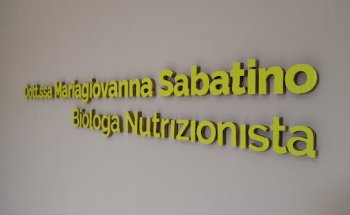 Dott.ssa Mariagiovanna Sabatino
Biologa Nutrizionista